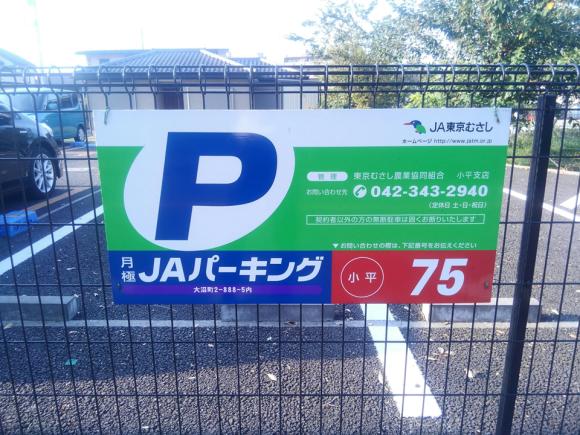 P
JA東京むさし
ホームページ http://www.jatm.or.jp
管理 東京むさし農業協同組合 小平支店
お問い合わせ先 042-343-2940
(定休日 土・日・祝日)
契約者以外の方の無断駐車は固くお断りいたします
▼お問い合わせの際は、下記番号をお伝えください
月極 JAパーキング
大沼町2-888-5内
小平 75